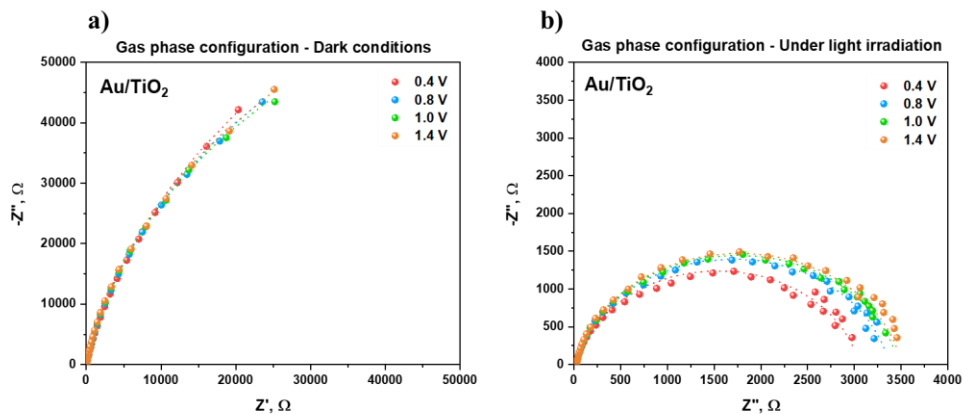 a)
Gas phase configuration - Dark conditions
Au/TiO₂
0.4 V
0.8 V
1.0 V
1.4 V
50000
40000
30000
20000
10000
0
-Z'', Ω
0 10000 20000 30000 40000 50000
Z', Ω
b)
Gas phase configuration - Under light irradiation
Au/TiO₂
0.4 V
0.8 V
1.0 V
1.4 V
4000
3500
3000
2500
2000
1500
1000
500
0
-Z'', Ω
0 500 1000 1500 2000 2500 3000 3500 4000
Z'', Ω